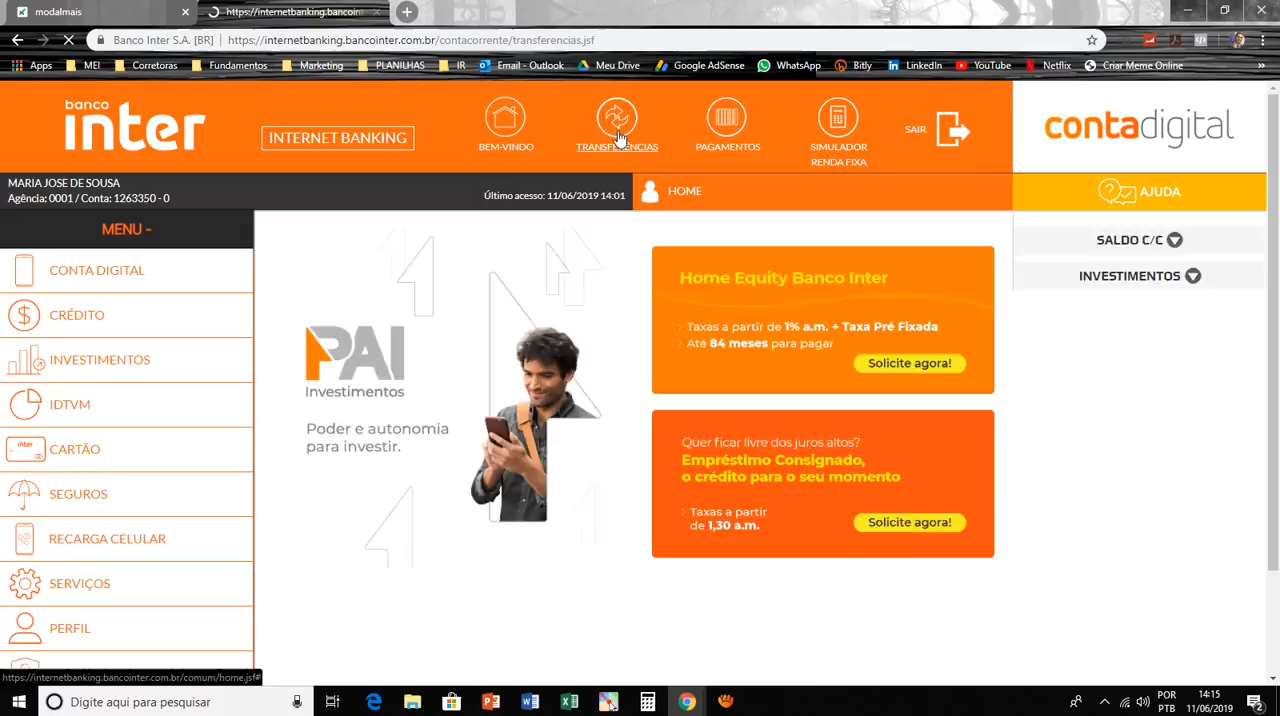 modalmais
https://internetbanking.bancointer
Banco Inter S.A. [BR]
https://internetbanking.bancointer.com.br/contacorrente/transferencias.jsf
Apps
MEI
Corretoras
Fundamentos
Marketing
PLANILHAS
IR
Email - Outlook
Meu Drive
Google AdSense
WhatsApp
Bitly
LinkedIn
YouTube
Netflix
Criar Meme Online
banco
inter
INTERNET BANKING
BEM-VINDO
TRANSFERÊNCIAS
PAGAMENTOS
SIMULADOR
RENDA FIXA
SAIR
contadigital
MARIA JOSE DE SOUSA
Agência: 0001 / Conta: 1263350 - 0
Último acesso: 11/06/2019 14:01
HOME
AJUDA
MENU -
SALDO C/C
INVESTIMENTOS
CONTA DIGITAL
CRÉDITO
INVESTIMENTOS
IDTVM
inter
CARTÃO
SEGUROS
RECARGA CELULAR
SERVIÇOS
PERFIL
PAI
Investimentos
Poder e autonomia
para investir.
Home Equity Banco Inter
Taxas a partir de 1% a.m. + Taxa Pré Fixada
Até 84 meses para pagar
Solicite agora!
Quer ficar livre dos juros altos?
Empréstimo Consignado,
o crédito para o seu momento
Taxas a partir
de 1,30 a.m.
Solicite agora!
https://internetbanking.bancointer.com.br/comum/home.jsf#
Digite aqui para pesquisar
POR
PTB
14:15
11/06/2019
2